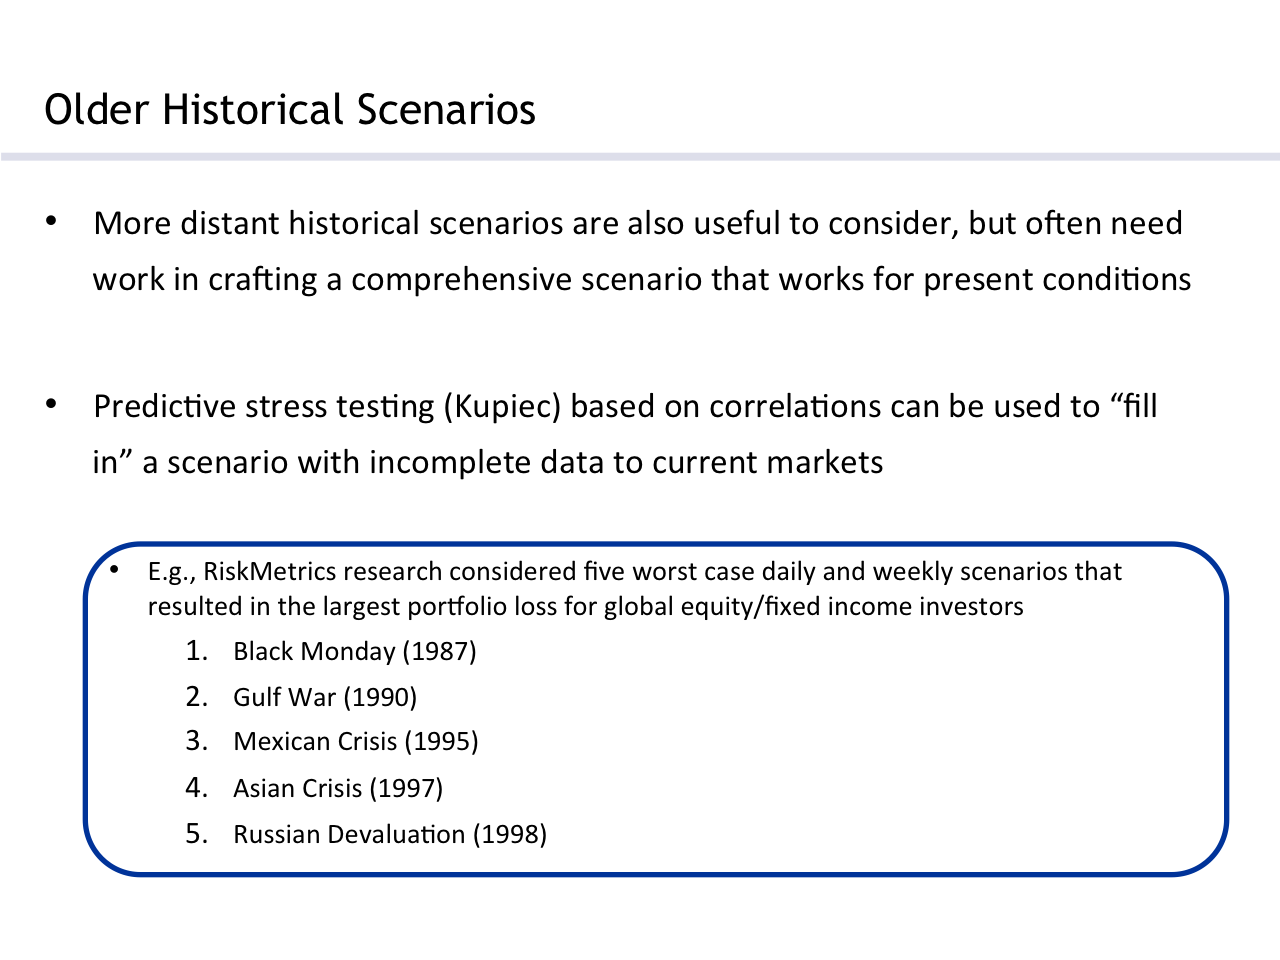 Older Historical Scenarios
• More distant historical scenarios are also useful to consider, but often need
work in crafting a comprehensive scenario that works for present conditions
• Predictive stress testing (Kupiec) based on correlations can be used to “fill
in” a scenario with incomplete data to current markets
• E.g., RiskMetrics research considered five worst case daily and weekly scenarios that
resulted in the largest portfolio loss for global equity/fixed income investors
1. Black Monday (1987)
2. Gulf War (1990)
3. Mexican Crisis (1995)
4. Asian Crisis (1997)
5. Russian Devaluation (1998)